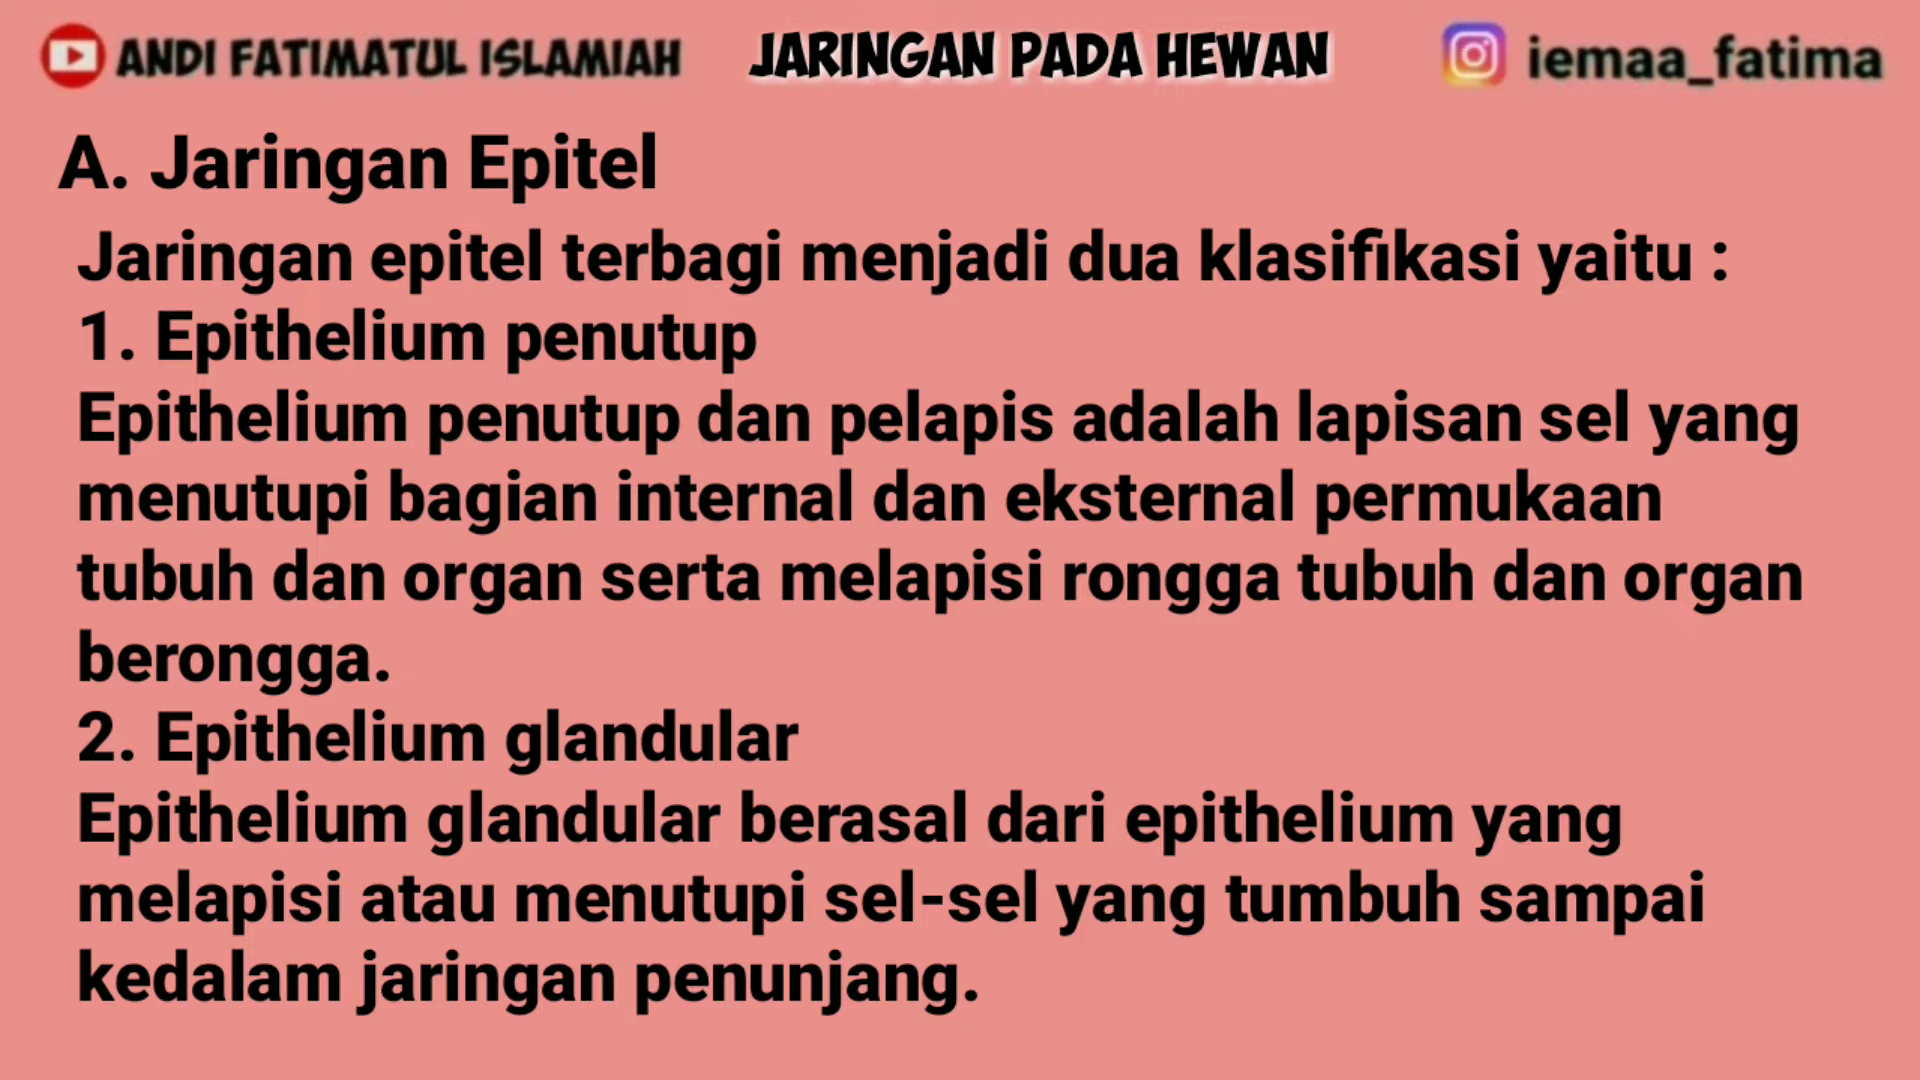 ANDI FATIMATUL ISLAMIAH JARINGAN PADA HEWAN iemaa_fatima
A. Jaringan Epitel
Jaringan epitel terbagi menjadi dua klasifikasi yaitu :
1. Epithelium penutup
Epithelium penutup dan pelapis adalah lapisan sel yang
menutupi bagian internal dan eksternal permukaan
tubuh dan organ serta melapisi rongga tubuh dan organ
berongga.
2. Epithelium glandular
Epithelium glandular berasal dari epithelium yang
melapisi atau menutupi sel-sel yang tumbuh sampai
kedalam jaringan penunjang.